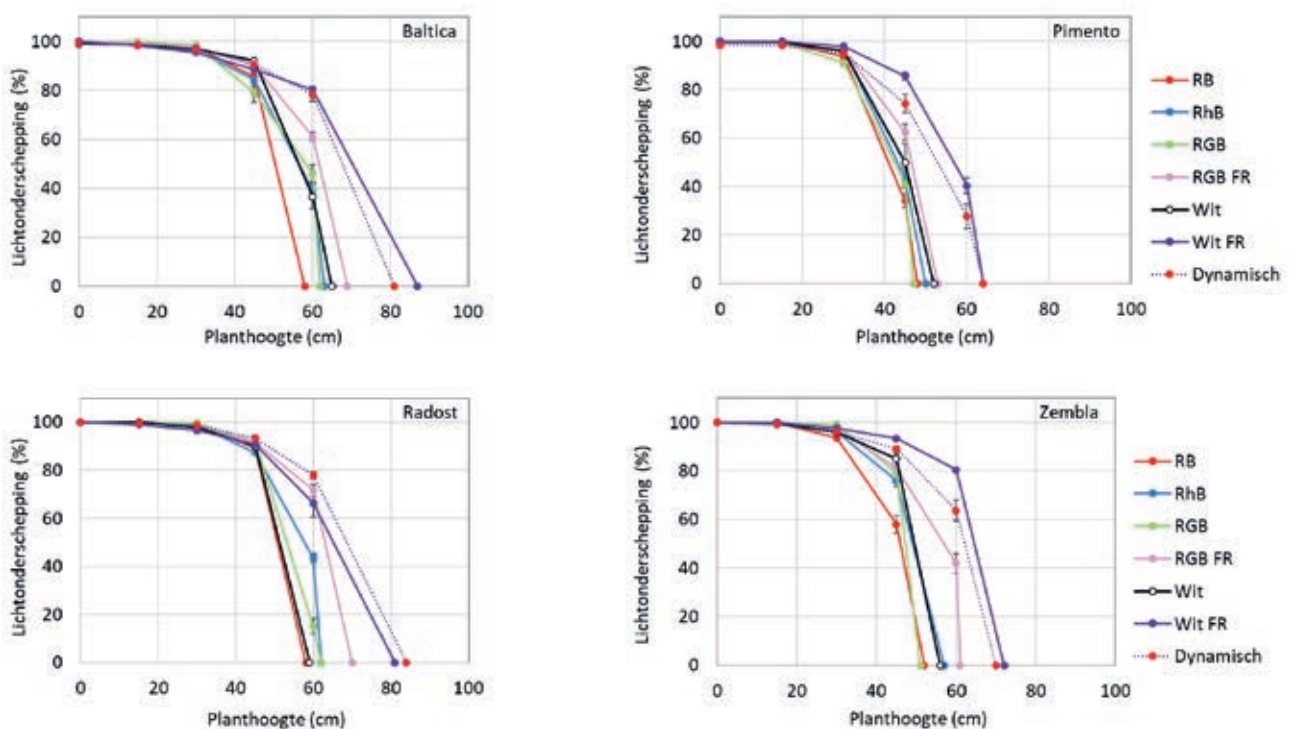 Baltica
Lichtonderschepping (%)
100
80
60
40
20
0
0 20 40 60 80 100
Planthoogte (cm)
Pimento
Lichtonderschepping (%)
100
80
60
40
20
0
0 20 40 60 80 100
Planthoogte (cm)
RB
RhB
RGB
RGB FR
Wit
Wit FR
Dynamisch
Radost
Lichtonderschepping (%)
100
80
60
40
20
0
0 20 40 60 80 100
Planthoogte (cm)
Zembla
Lichtonderschepping (%)
100
80
60
40
20
0
0 20 40 60 80 100
Planthoogte (cm)
RB
RhB
RGB
RGB FR
Wit
Wit FR
Dynamisch